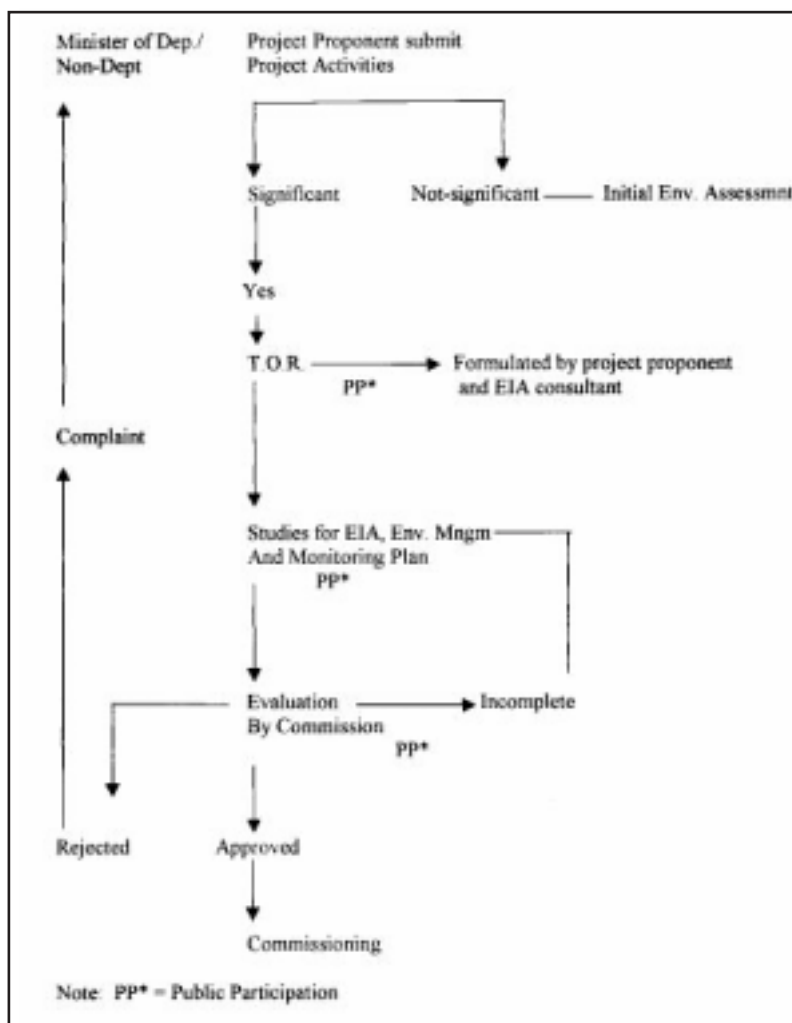 Minister of Dep./
Non-Dept
Project Proponent submit
Project Activities
Significant
Not-significant
Initial Env. Assessmnt
Yes
T.O.R.
PP*
Formulated by project proponent
and EIA consultant
Complaint
Studies for EIA, Env. Mngm
And Monitoring Plan
PP*
Evaluation
By Commission
Incomplete
PP*
Rejected
Approved
Commissioning
Note: PP* = Public Participation